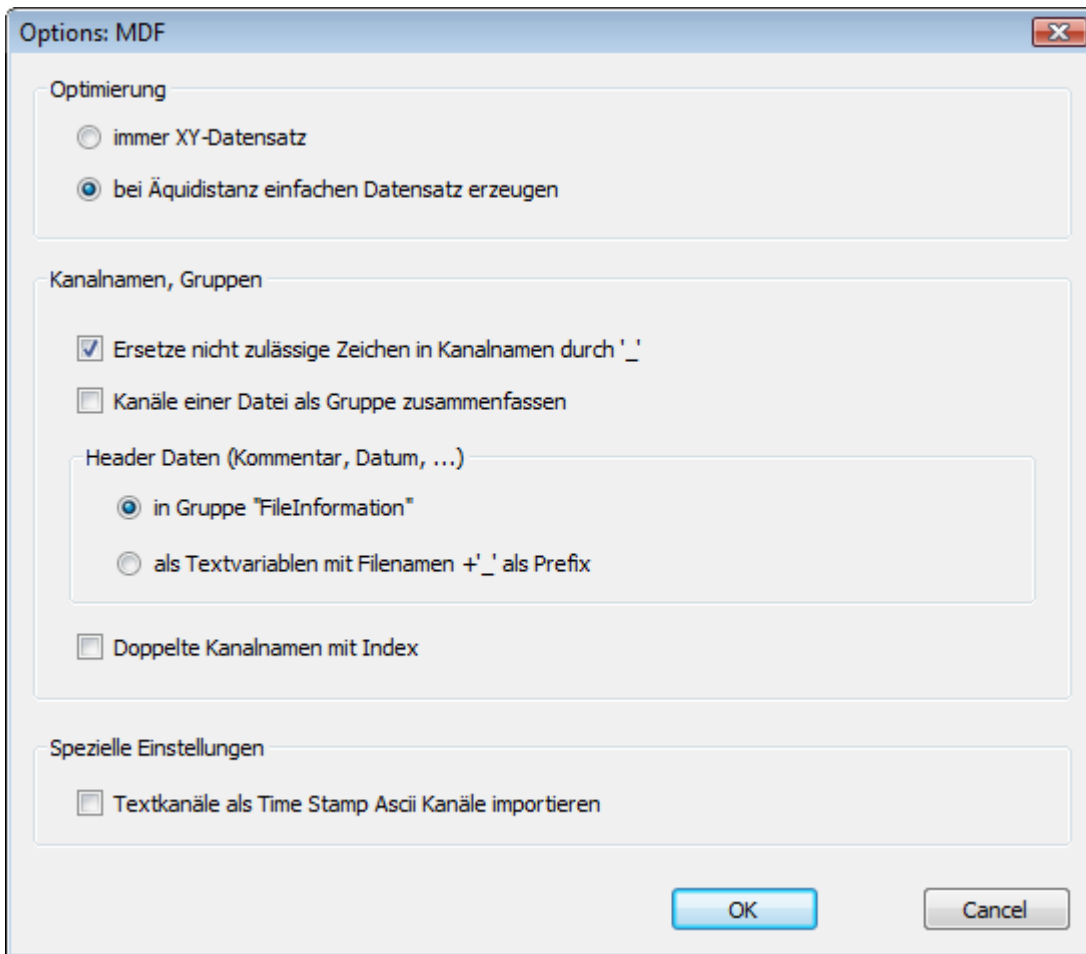 Options: MDF
Optimierung
immer XY-Datensatz
bei Äquidistanz einfachen Datensatz erzeugen
Kanalnamen, Gruppen
Ersetze nicht zulässige Zeichen in Kanalnamen durch '_'
Kanäle einer Datei als Gruppe zusammenfassen
Header Daten (Kommentar, Datum, ...)
in Gruppe "FileInformation"
als Textvariablen mit Filenamen +'_' als Prefix
Doppelte Kanalnamen mit Index
Spezielle Einstellungen
Textkanäle als Time Stamp Ascii Kanäle importieren
OK Cancel